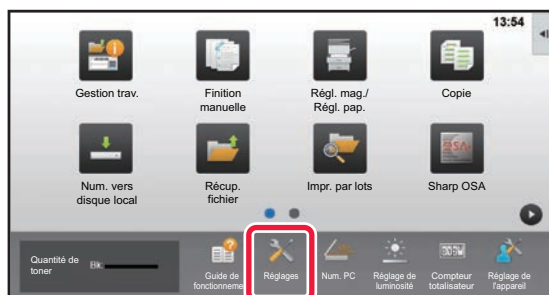 13:54
Gestion trav.
Finition
manuelle
Régl. mag./
Régl. pap.
Copie
Num. vers
disque local
Récup.
fichier
Impr. par lots
Sharp OSA
Quantité de
toner
Bk:
Guide de
fonctionneme
Réglages
Num. PC
Réglage de
luminosité
Compteur
totalisateur
Réglage de
l'appareil